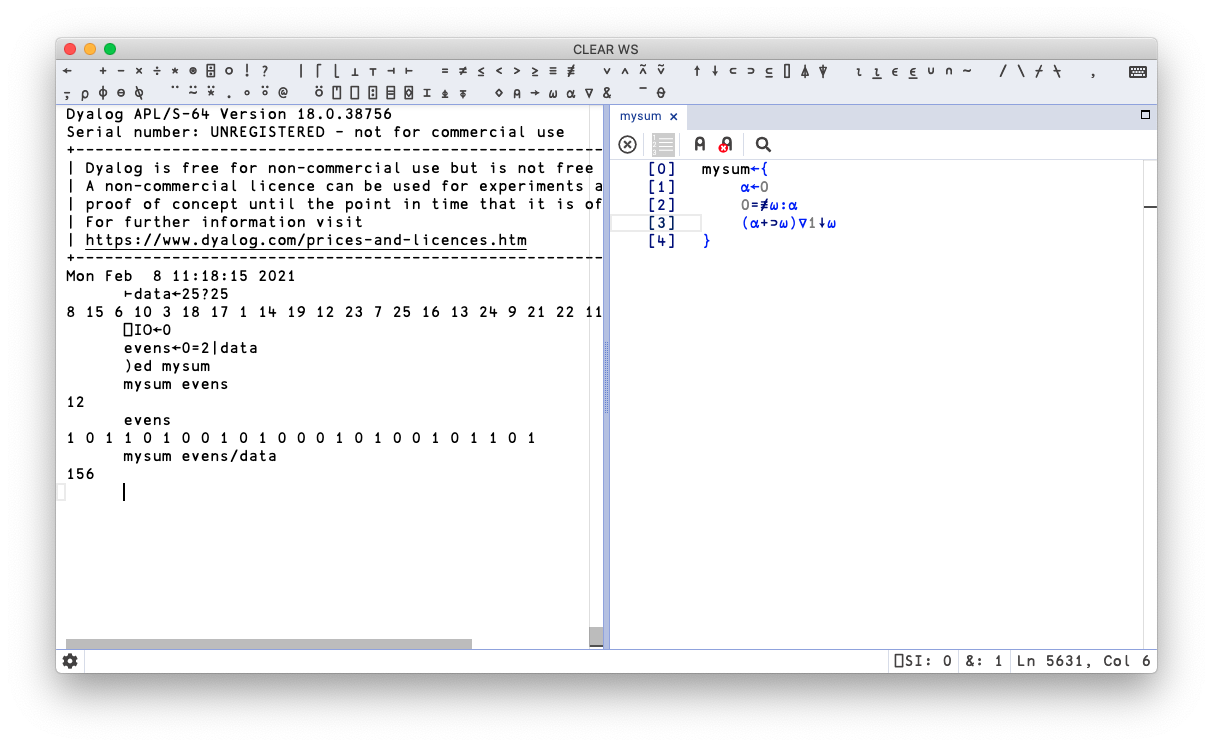 CLEAR WS
← + - × ÷ * ⍟ ⌹ ○ ! ? | ⌈ ⌊ ⊥ ⊤ ⊣ ⊢ = ≠ ≤ < > ≥ ≡ ≢ ∨ ∧ ⍲ ⍱ ↑ ↓ ⊂ ⊃ ⊆ ⌷ ⍋ ⍒ ⍳ ⍸ ∊ ⍷ ∪ ∩ ~ / \ ⌿ ⍀ ,
⍪ ⍴ ⌽ ⊖ ⍉ ¨ ⍨ ⍣ . ∘ ⍤ @ ⍥ ⍞ ⎕ ⍠ ⌸ ⌺ ⌶ ⍎ ⍕ ⋄ ⍝ → ⍵ ⍺ ∇ & ¯ ⍬
Dyalog APL/S-64 Version 18.0.38756
Serial number: UNREGISTERED - not for commercial use
+---------------------------------------------------------
| Dyalog is free for non-commercial use but is not free
| A non-commercial licence can be used for experiments a
| proof of concept until the point in time that it is of
| For further information visit
| https://www.dyalog.com/prices-and-licences.htm
+---------------------------------------------------------
Mon Feb  8 11:18:15 2021
      ⊢data←25?25
8 15 6 10 3 18 17 1 14 19 12 23 7 25 16 13 24 9 21 22 11
      ⎕IO←0
      evens←0=2|data
      )ed mysum
      mysum evens
12
      evens
1 0 1 1 0 1 0 0 1 0 1 0 0 0 1 0 1 0 0 1 0 1 1 0 1
      mysum evens/data
156
mysum ×
[0] mysum←{
[1]     ⍺←0
[2]     0=≢⍵:⍺
[3]     (⍺+⊃⍵)∇1↓⍵
[4] }
⎕SI: 0 &: 1 Ln 5631, Col 6